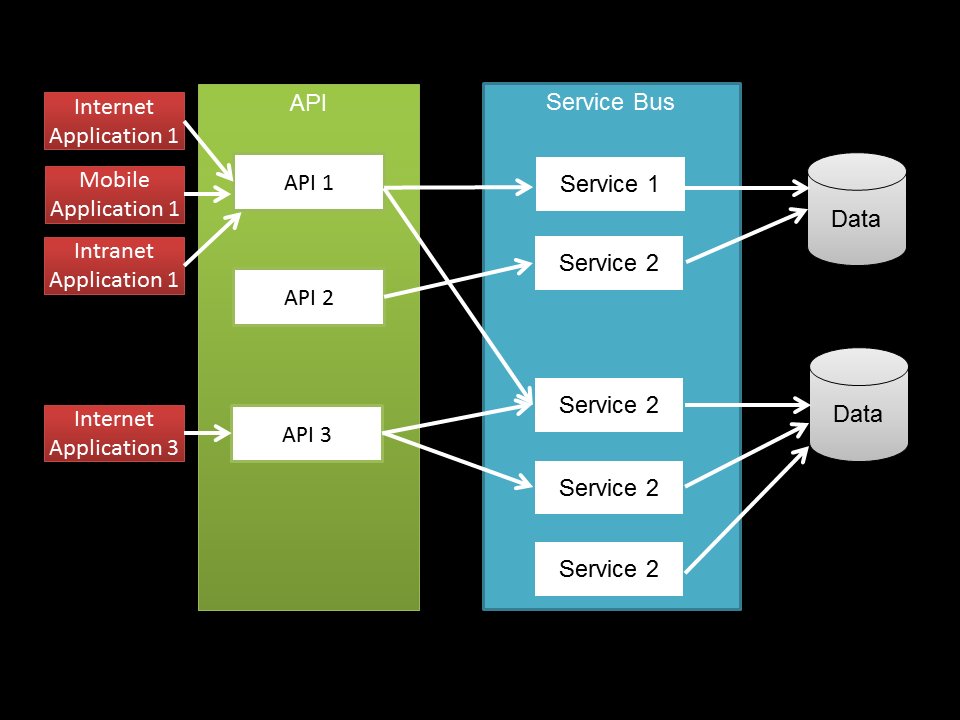 API
Service Bus
Internet
Application 1
Mobile
Application 1
Intranet
Application 1
Internet
Application 3
API 1
API 2
API 3
Service 1
Service 2
Service 2
Service 2
Service 2
Data
Data